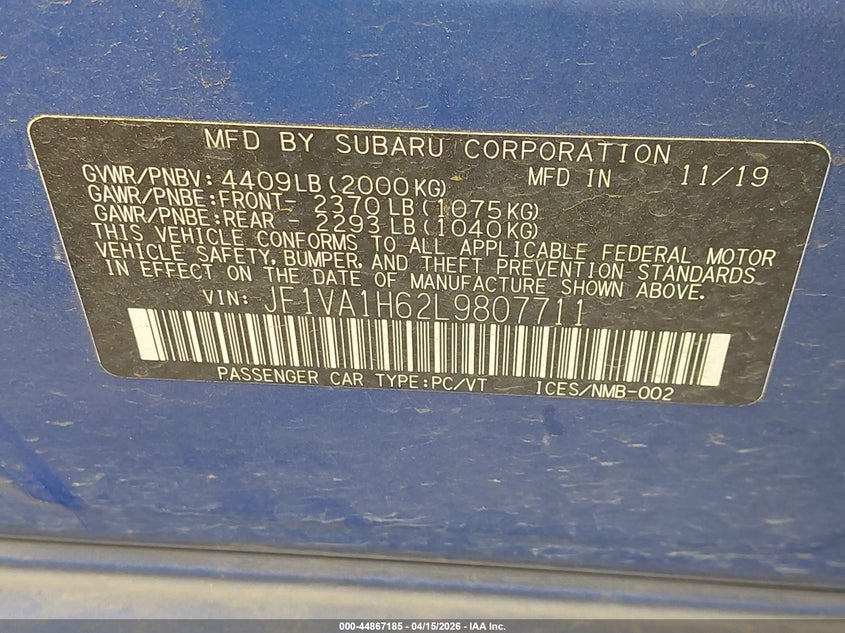 MFD BY SUBARU CORPORATION
GVWR/PNBV: 4409LB(2000KG) MFD IN 11/19
GAWR/PNBE:FRONT- 2370LB(1075KG)
GAWR/PNBE:REAR - 2293LB(1040KG)
THIS VEHICLE CONFORMS TO ALL APPLICABLE FEDERAL MOTOR
VEHICLE SAFETY, BUMPER, AND THEFT PREVENTION STANDARDS
IN EFFECT ON THE DATE OF MANUFACTURE SHOWN ABOVE.
VIN: JF1VA1H62L9807711
PASSENGER CAR TYPE:PC/VT ICES/NMB-002
000-44867185 - 04/15/2026 - IAA Inc.